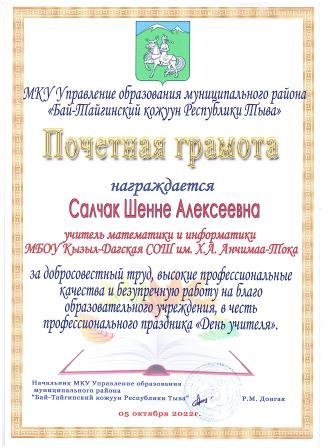 МКУ Управление образования муниципального района
«Бай-Тайгинский кожуун Республики Тыва»
Почетная грамота
награждается
Салчак Шенне Алексеевна
учитель математики и информатики
МБОУ Кызыл-Дагская СОШ им. Х.А. Анчимаа-Тока
за добросовестный труд, высокие профессиональные
качества и безупречную работу на благо
образовательного учреждения, в честь
профессионального праздника «День учителя».
Начальник МКУ Управление образования
муниципального района
"Бай-Тайгинский кожуун Республики Тыва"
Р.М. Донгак
05 октября 2022г.